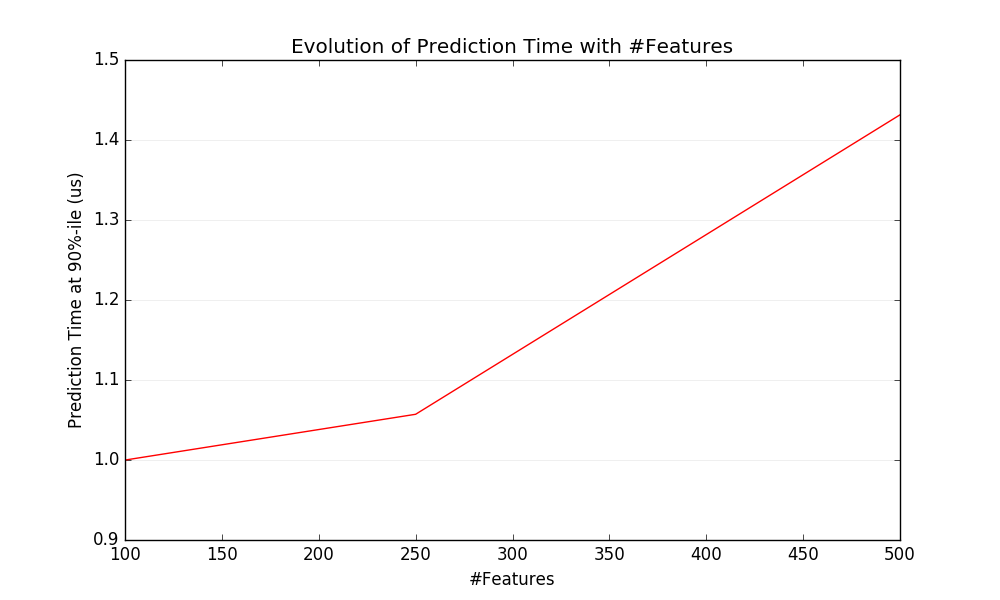 Evolution of Prediction Time with #Features
1.5
1.4
1.3
1.2
1.1
1.0
0.9
Prediction Time at 90%-ile (us)
100 150 200 250 300 350 400 450 500
#Features